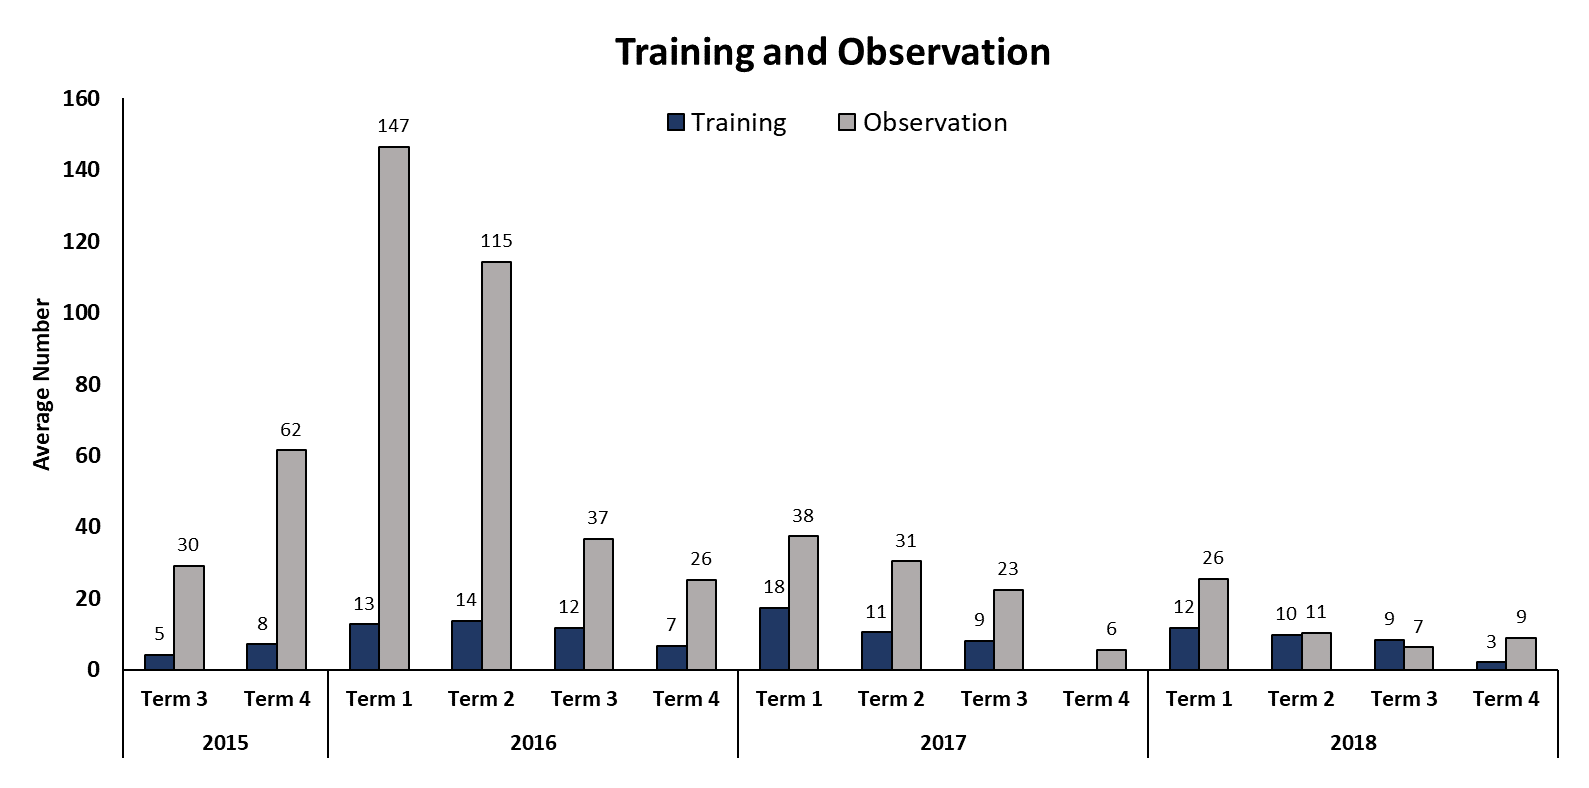 Training and Observation
Training Observation
Average Number
160
140
120
100
80
60
40
20
0
5 30 8 62 13 147 14 115 12 37 7 26 18 38 11 31 9 23 6 12 26 10 11 9 7 3 9
Term 3 Term 4 Term 1 Term 2 Term 3 Term 4 Term 1 Term 2 Term 3 Term 4 Term 1 Term 2 Term 3 Term 4
2015 2016 2017 2018